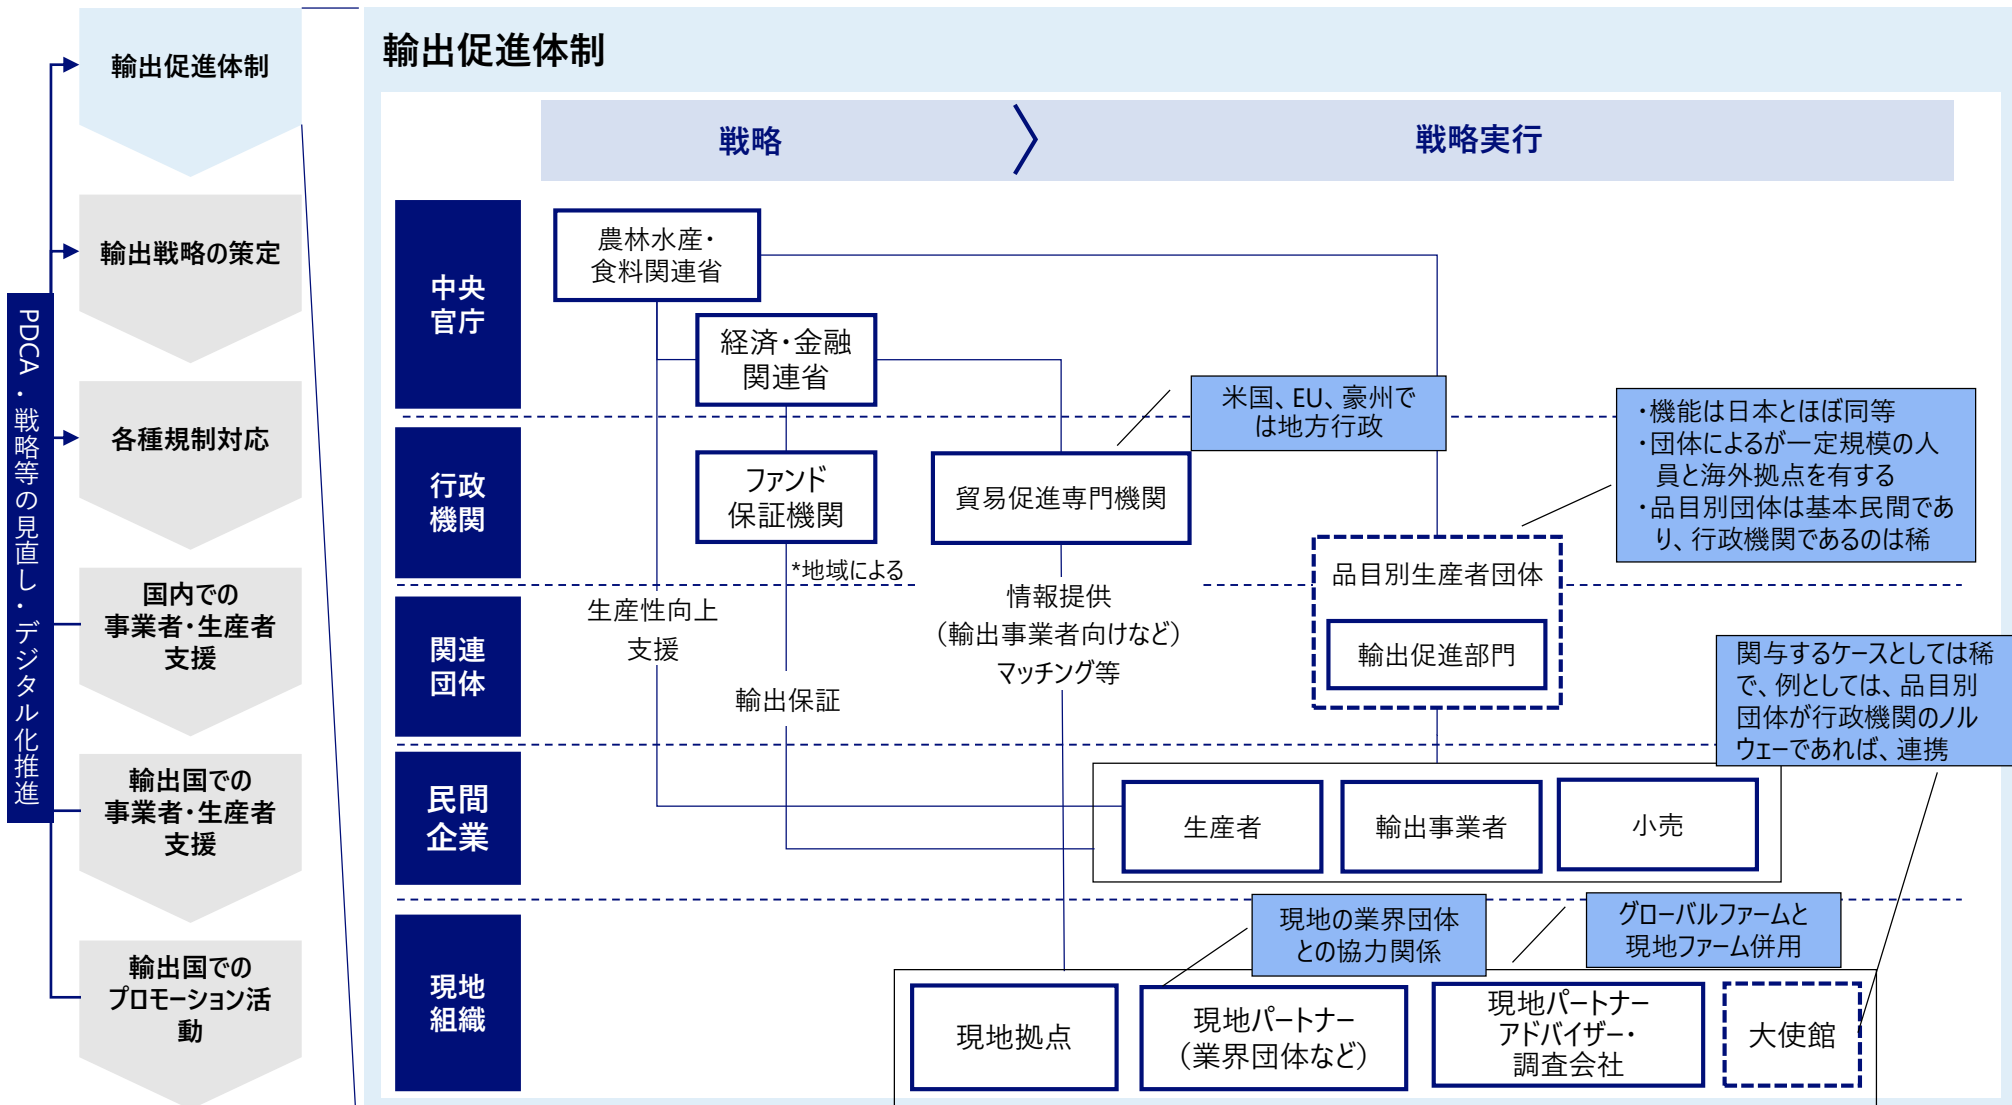 輸出促進体制
輸出戦略の策定
各種規制対応
国内での
事業者・生産者
支援
輸出国での
事業者・生産者
支援
輸出国での
プロモーション活
動
PDCA・戦略等の見直し・デジタル化推進
輸出促進体制
戦略
戦略実行
中央
官庁
農林水産・
食料関連省
経済・金融
関連省
米国、EU、豪州で
は地方行政
・機能は日本とほぼ同等
・団体によるが一定規模の人
員と海外拠点を有する
・品目別団体は基本民間であ
り、行政機関であるのは稀
行政
機関
ファンド
保証機関
貿易促進専門機関
*地域による
品目別生産者団体
輸出促進部門
関連
団体
生産性向上
支援
輸出保証
情報提供
（輸出事業者向けなど）
マッチング等
関与するケースとしては稀
で、例としては、品目別
団体が行政機関のノル
ウェーであれば、連携
民間
企業
生産者
輸出事業者
小売
現地の業界団体
との協力関係
グローバルファームと
現地ファーム併用
現地
組織
現地拠点
現地パートナー
（業界団体など）
現地パートナー
アドバイザー・
調査会社
大使館